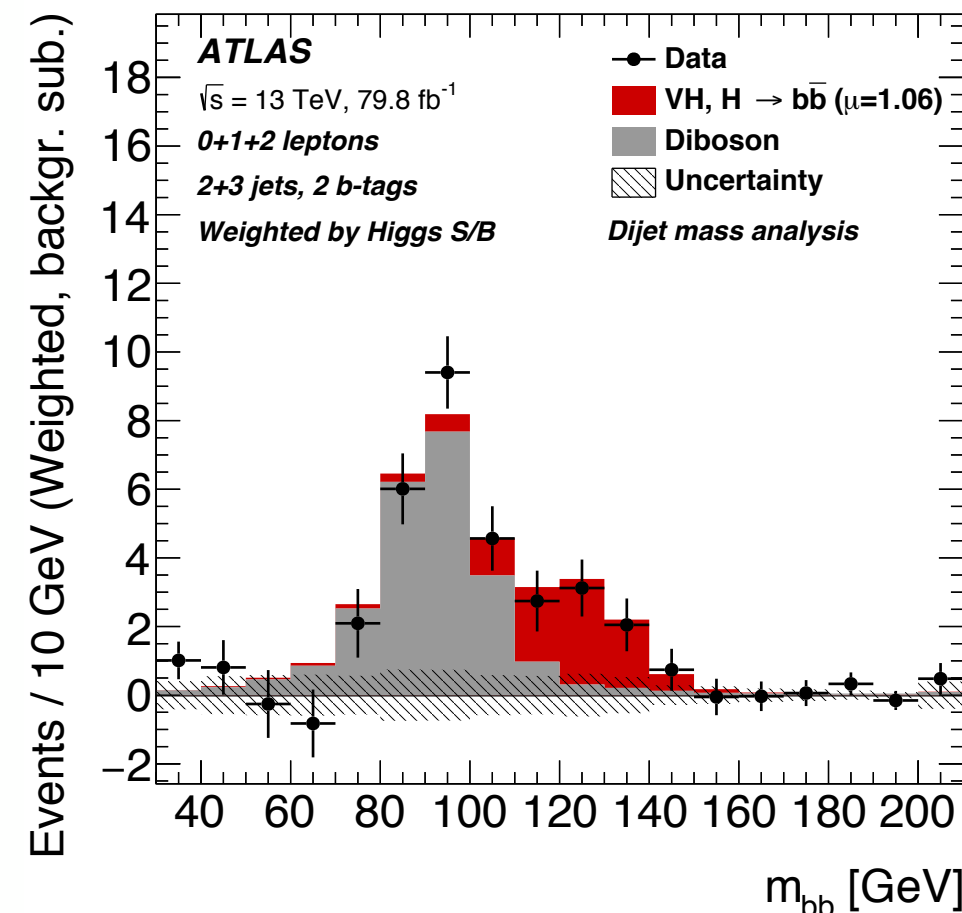 Events / 10 GeV (Weighted, backgr. sub.)
18
16
14
12
10
8
6
4
2
0
−2
ATLAS
√s = 13 TeV, 79.8 fb⁻¹
0+1+2 leptons
2+3 jets, 2 b-tags
Weighted by Higgs S/B
Data
VH, H → bb̅ (μ=1.06)
Diboson
Uncertainty
Dijet mass analysis
40 60 80 100 120 140 160 180 200
m_bb [GeV]